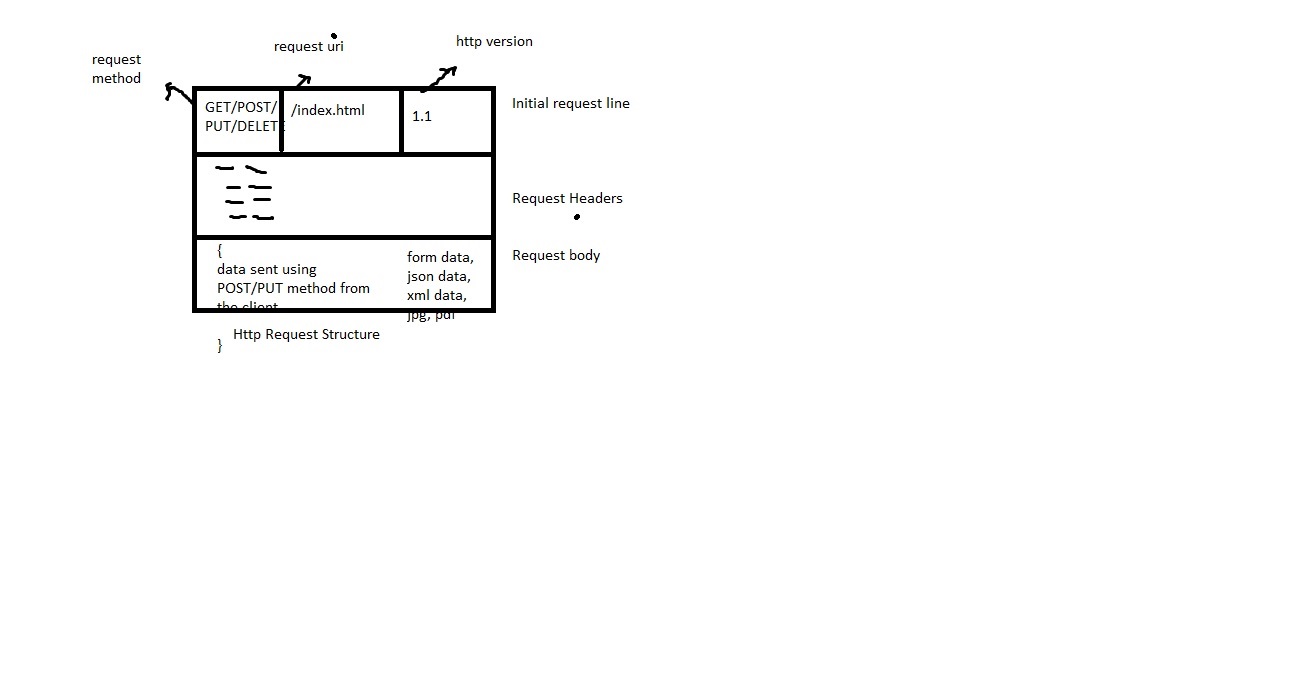 request uri
http version
request
method
GET/POST/
PUT/DELETE
/index.html
1.1
Initial request line
Request Headers
{
data sent using
POST/PUT method from
the client
}
form data,
json data,
xml data,
jpg, pdf
Request body
Http Request Structure